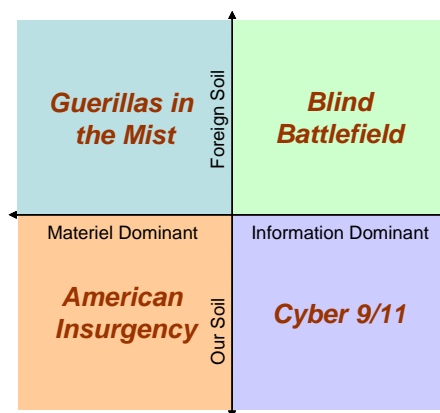 Guerillas in
the Mist
Foreign Soil
Blind
Battlefield
Materiel Dominant
Information Dominant
American
Insurgency
Our Soil
Cyber 9/11